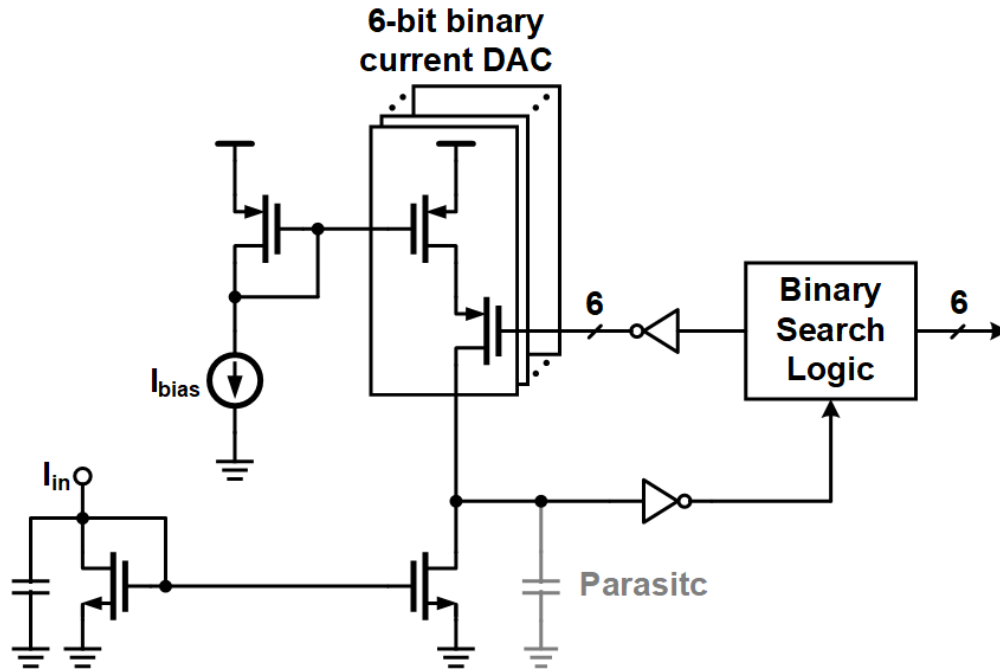 6-bit binary
current DAC
6
Binary
Search
Logic
6
Ibias
Iin
Parasitc